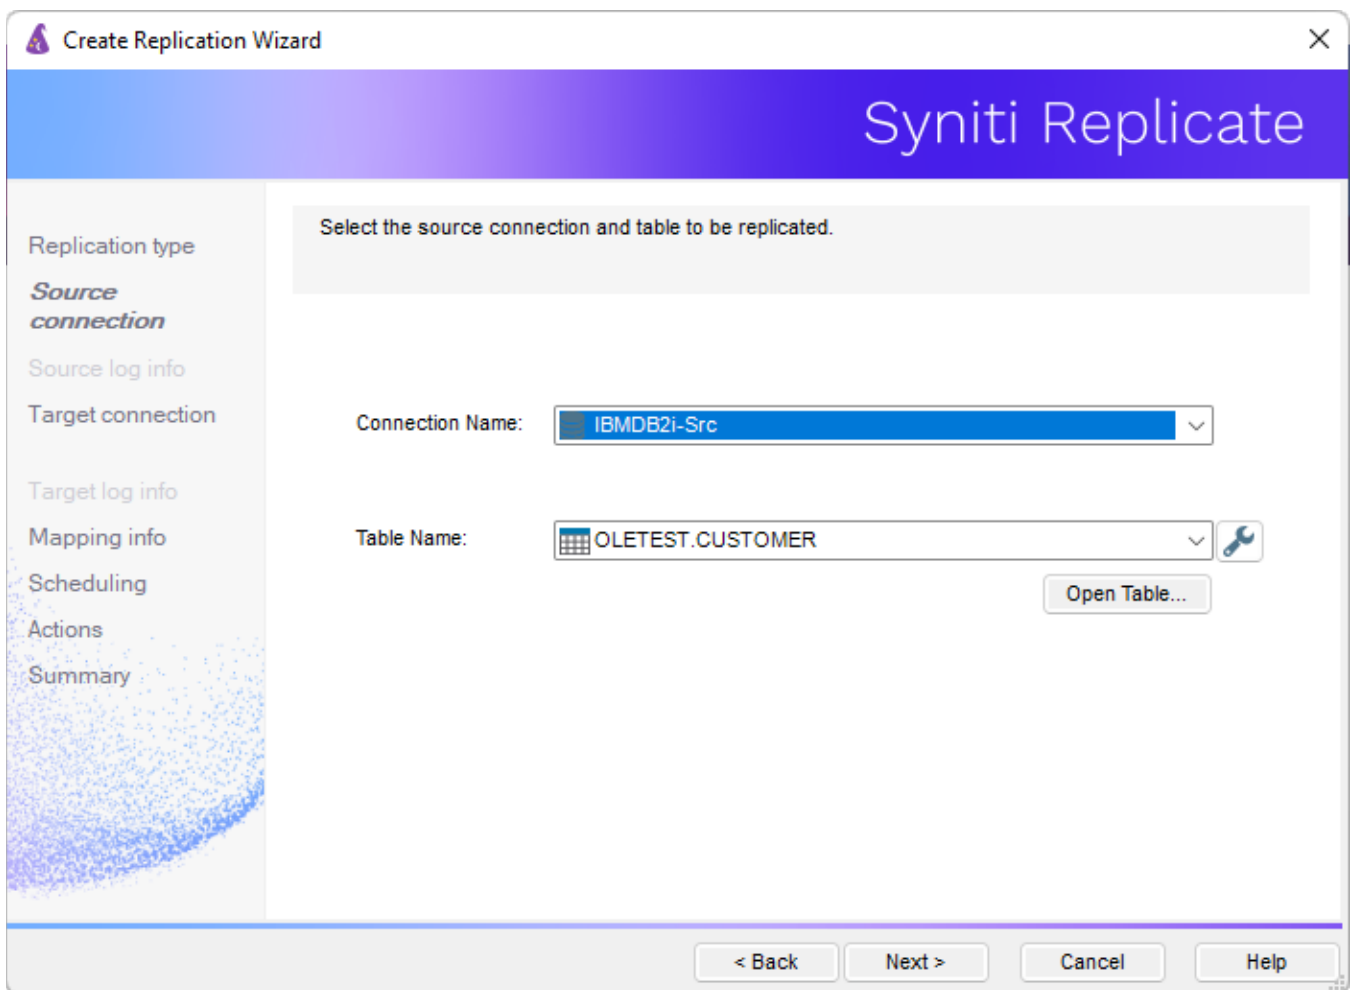 Create Replication Wizard
Syniti Replicate
Replication type
Source
connection
Source log info
Target connection
Target log info
Mapping info
Scheduling
Actions
Summary
Select the source connection and table to be replicated.
Connection Name:
IBMDB2i-Src
Table Name:
OLETEST.CUSTOMER
Open Table...
< Back
Next >
Cancel
Help